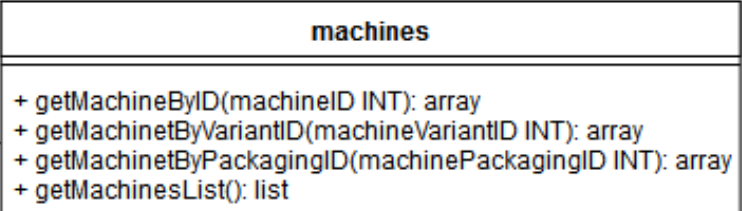 machines
+ getMachineByID(machineID INT): array
+ getMachinetByVariantID(machineVariantID INT): array
+ getMachinetByPackagingID(machinePackagingID INT): array
+ getMachinesList(): list